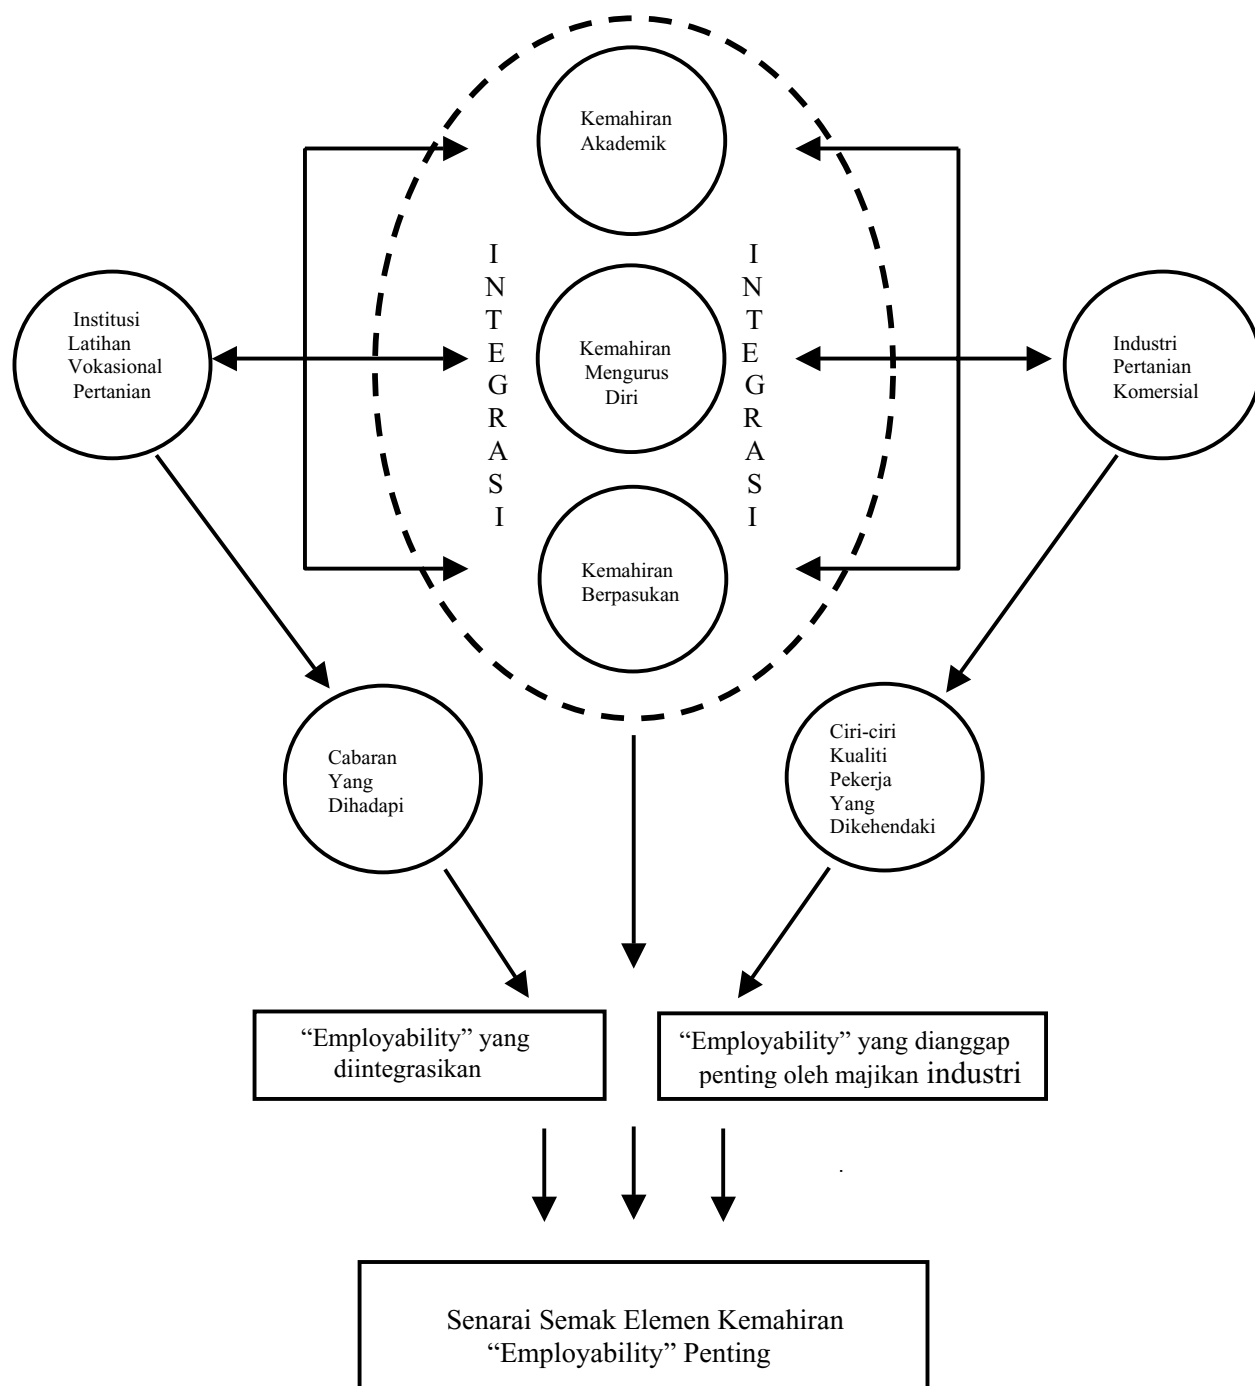 Kemahiran
Akademik
I
N
T
E
G
R
A
S
I
I
N
T
E
G
R
A
S
I
Institusi
Latihan
Vokasional
Pertanian
Kemahiran
Mengurus
Diri
Industri
Pertanian
Komersial
Kemahiran
Berpasukan
Cabaran
Yang
Dihadapi
Ciri-ciri
Kualiti
Pekerja
Yang
Dikehendaki
“Employability” yang
diintegrasikan
“Employability” yang dianggap
penting oleh majikan industri
Senarai Semak Elemen Kemahiran
“Employability” Penting